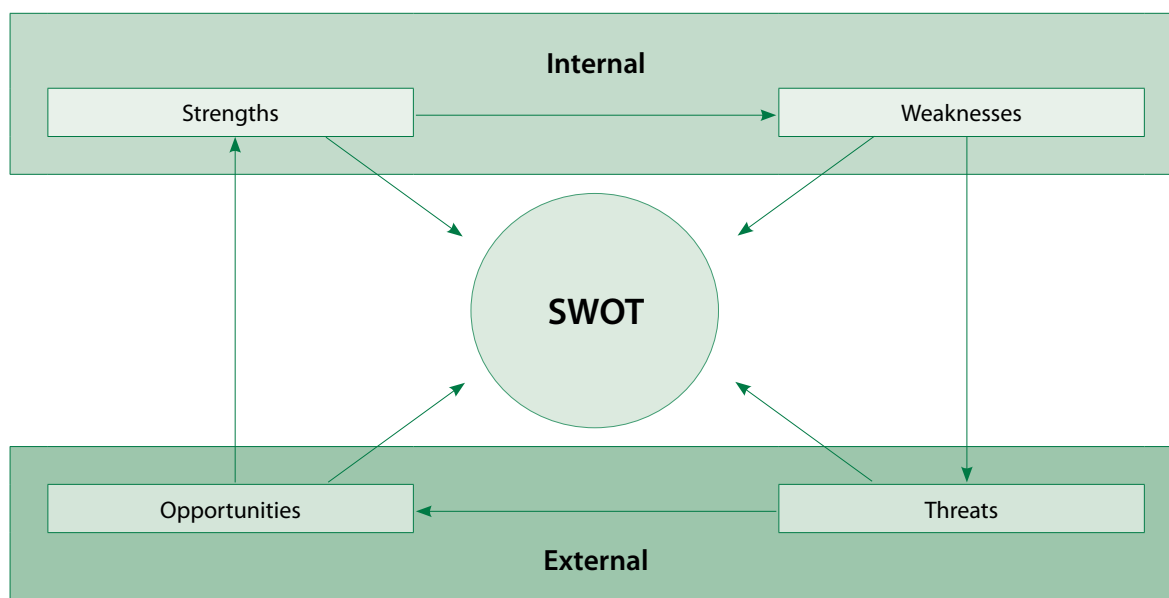 Internal
Strengths
Weaknesses
SWOT
Opportunities
Threats
External